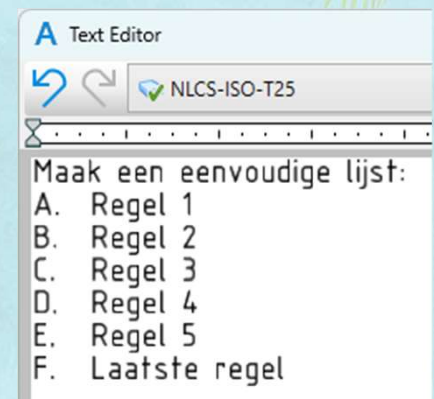 A Text Editor
NLCS-ISO-T25
Maak een eenvoudige lijst:
A. Regel 1
B. Regel 2
C. Regel 3
D. Regel 4
E. Regel 5
F. Laatste regel